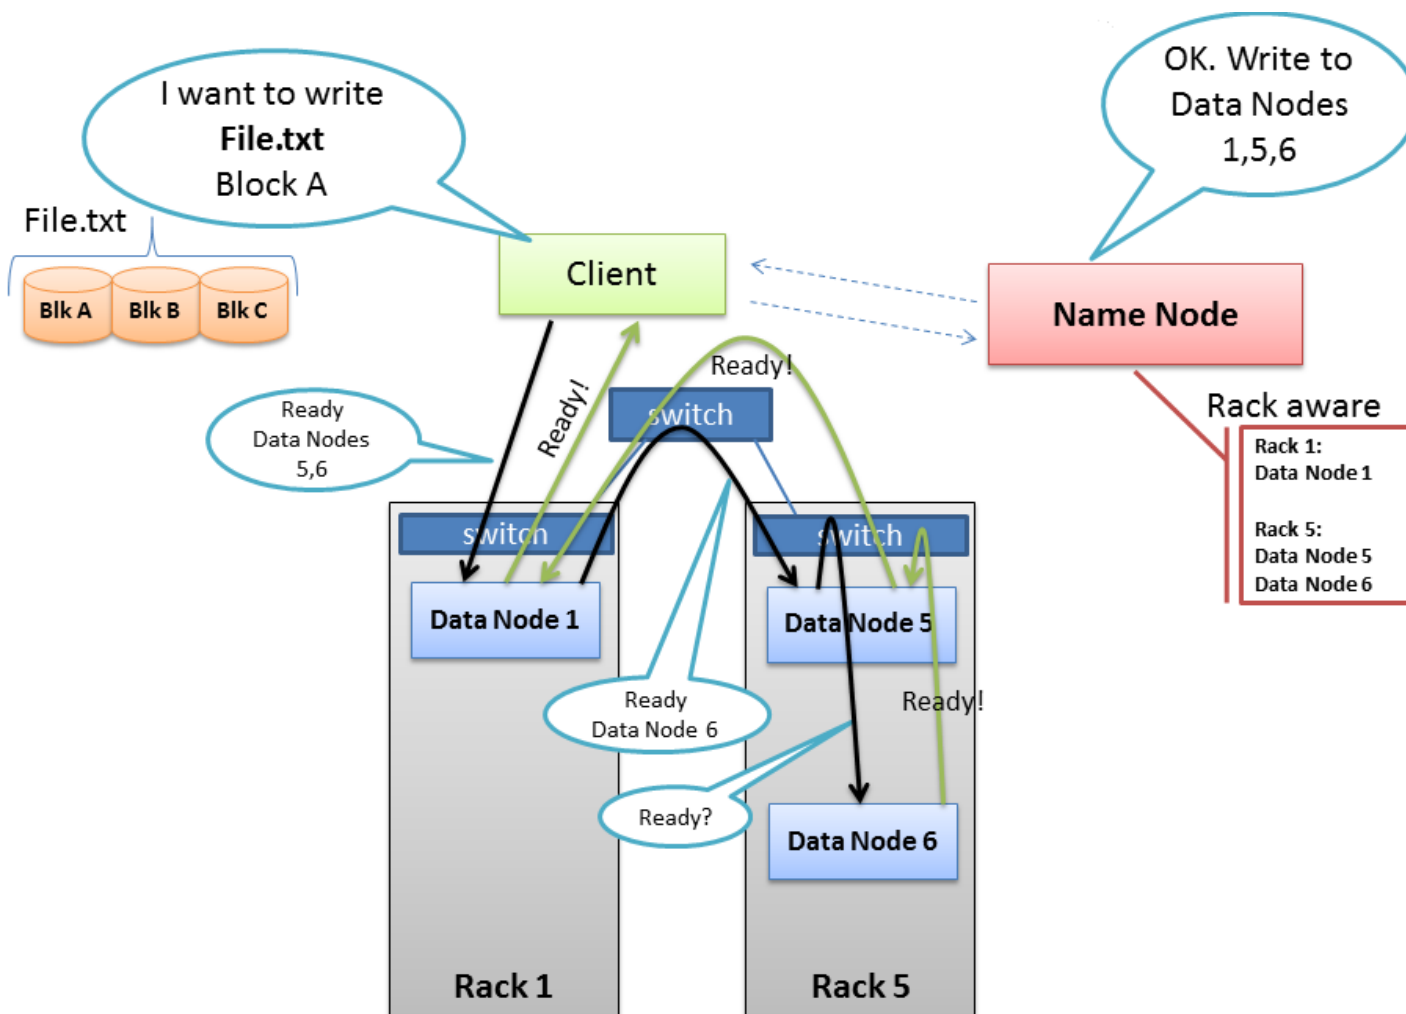 I want to write
File.txt
Block A
OK. Write to
Data Nodes
1,5,6
File.txt
Blk A
Blk B
Blk C
Client
Name Node
Ready
Data Nodes
5,6
Ready!
Ready!
switch
Rack aware
Rack 1:
Data Node 1
Rack 5:
Data Node 5
Data Node 6
switch
switch
Data Node 1
Data Node 5
Ready
Data Node 6
Ready!
Ready?
Data Node 6
Rack 1
Rack 5